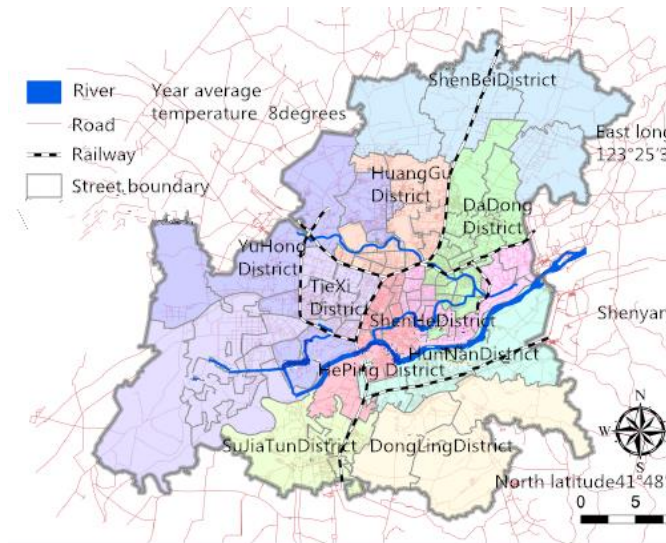 River
Road
Railway
Street boundary
Year average
temperature 8degrees
ShenBeiDistrict
East long
123°25'3
HuangGu
District
DaDong
District
YuHong
District
TieXi
District
ShenHeDistrict
Shenyan
HunNanDistrict
HePing District
SuJiaTunDistrict
DongLingDistrict
N
W
E
S
North latitude41°48'
0 5